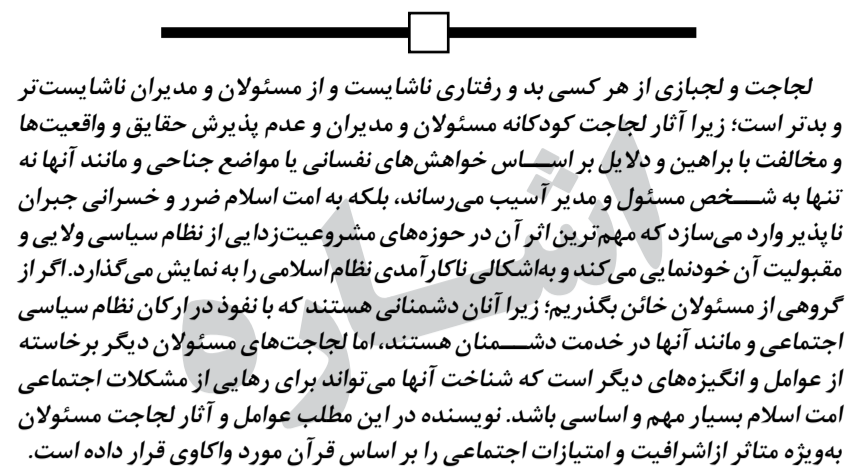 لجاجت و لجبازی از هر کسی بد و رفتاری ناشایست و از مسئولان و مدیران ناشایست‌تر
و بدتر است؛ زیرا آثار لجاجت کودکانه مسئولان و مدیران و عدم پذیرش حقایق و واقعیت‌ها
و مخالفت با براهین و دلایل بر اساس خواهش‌های نفسانی یا مواضع جناحی و مانند آنها نه
تنها به شخص مسئول و مدیر آسیب می‌رساند، بلکه به امت اسلام ضرر و خسرانی جبران
ناپذیر وارد می‌سازد که مهم‌ترین اثر آن در حوزه‌های مشروعیت‌زدایی از نظام سیاسی ولایی و
مقبولیت آن خودنمایی می‌کند و به‌اشکالی ناکارآمدی نظام اسلامی را به نمایش می‌گذارد. اگر از
گروهی از مسئولان خائن بگذریم؛ زیرا آنان دشمنانی هستند که با نفوذ در ارکان نظام سیاسی
اجتماعی و مانند آنها در خدمت دشمنان هستند، اما لجاجت‌های مسئولان دیگر برخاسته
از عوامل و انگیزه‌های دیگر است که شناخت آنها می‌تواند برای رهایی از مشکلات اجتماعی
امت اسلام بسیار مهم و اساسی باشد. نویسنده در این مطلب عوامل و آثار لجاجت مسئولان
به‌ویژه متاثر ازاشرافیت و امتیازات اجتماعی را بر اساس قرآن مورد واکاوی قرار داده است.
اشاره